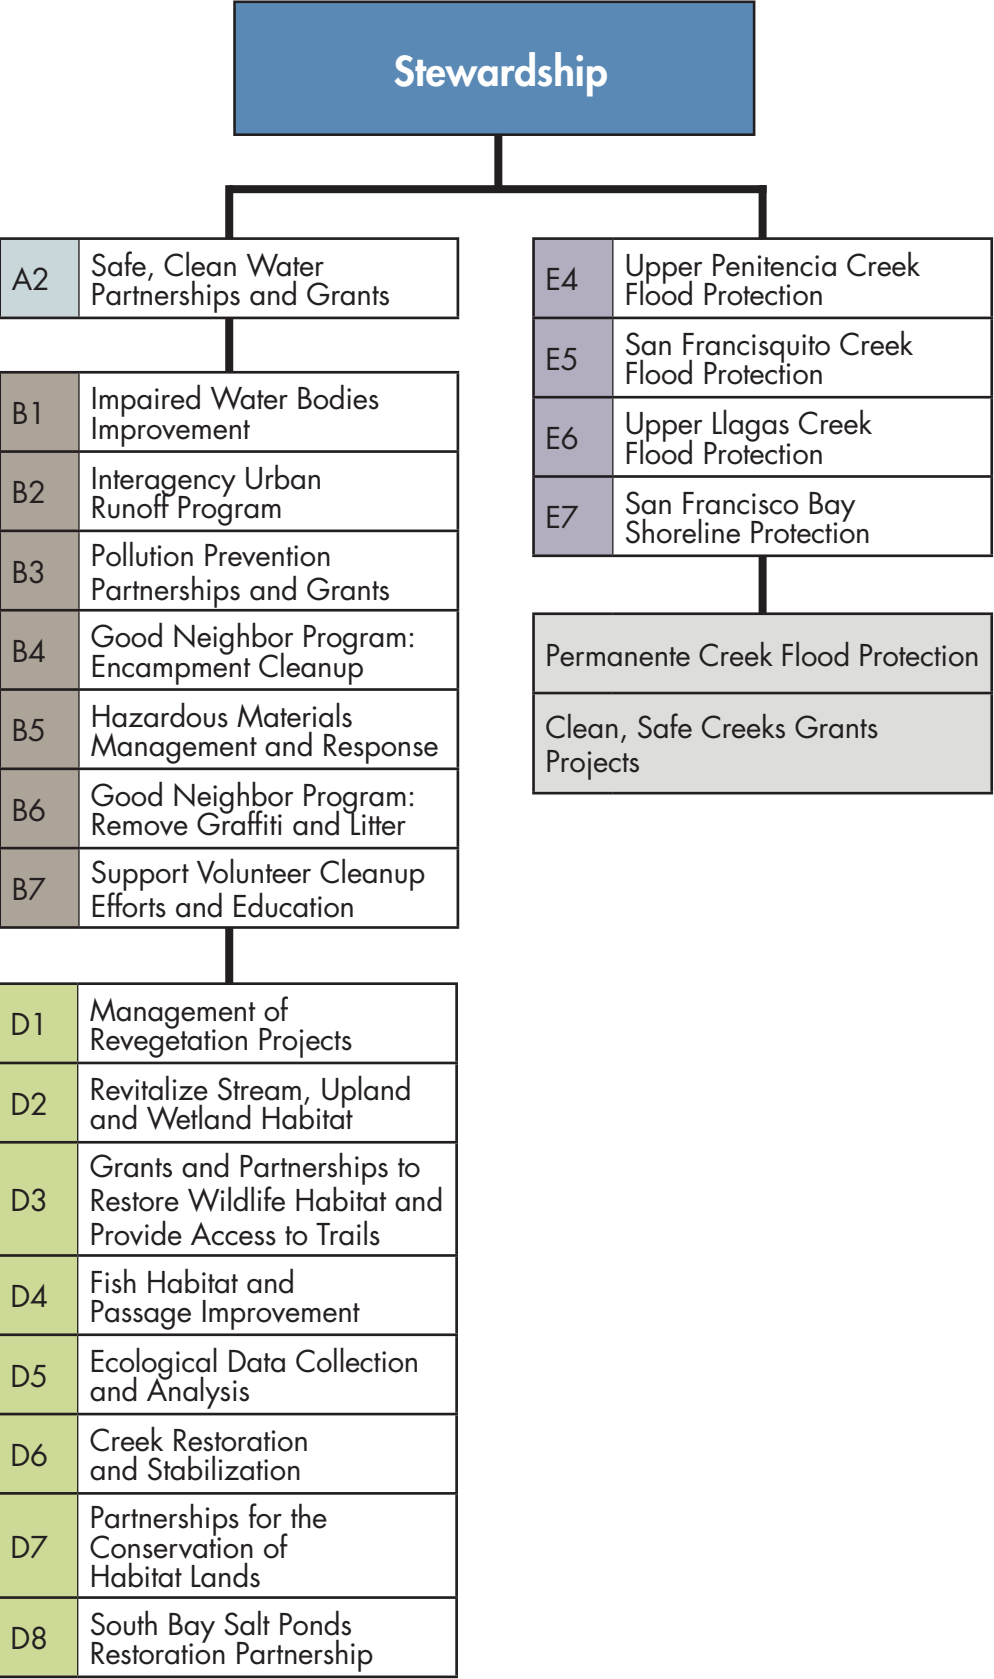 Stewardship
A2
Safe, Clean Water
Partnerships and Grants
B1
Impaired Water Bodies
Improvement
B2
Interagency Urban
Runoff Program
B3
Pollution Prevention
Partnerships and Grants
B4
Good Neighbor Program:
Encampment Cleanup
B5
Hazardous Materials
Management and Response
B6
Good Neighbor Program:
Remove Graffiti and Litter
B7
Support Volunteer Cleanup
Efforts and Education
D1
Management of
Revegetation Projects
D2
Revitalize Stream, Upland
and Wetland Habitat
D3
Grants and Partnerships to
Restore Wildlife Habitat and
Provide Access to Trails
D4
Fish Habitat and
Passage Improvement
D5
Ecological Data Collection
and Analysis
D6
Creek Restoration
and Stabilization
D7
Partnerships for the
Conservation of
Habitat Lands
D8
South Bay Salt Ponds
Restoration Partnership
E4
Upper Penitencia Creek
Flood Protection
E5
San Francisquito Creek
Flood Protection
E6
Upper Llagas Creek
Flood Protection
E7
San Francisco Bay
Shoreline Protection
Permanente Creek Flood Protection
Clean, Safe Creeks Grants
Projects